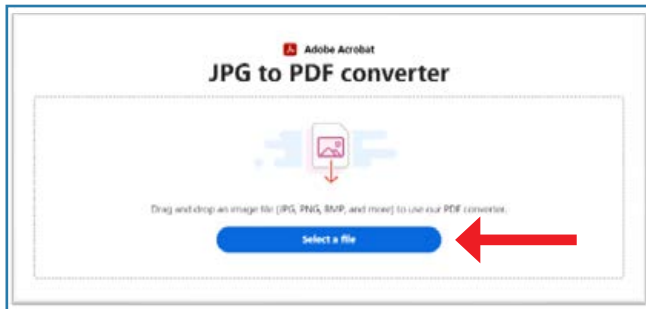 Adobe Acrobat
JPG to PDF converter
Drag and drop an image file (JPG, PNG, BMP, and more) to use our PDF converter.
Select a file